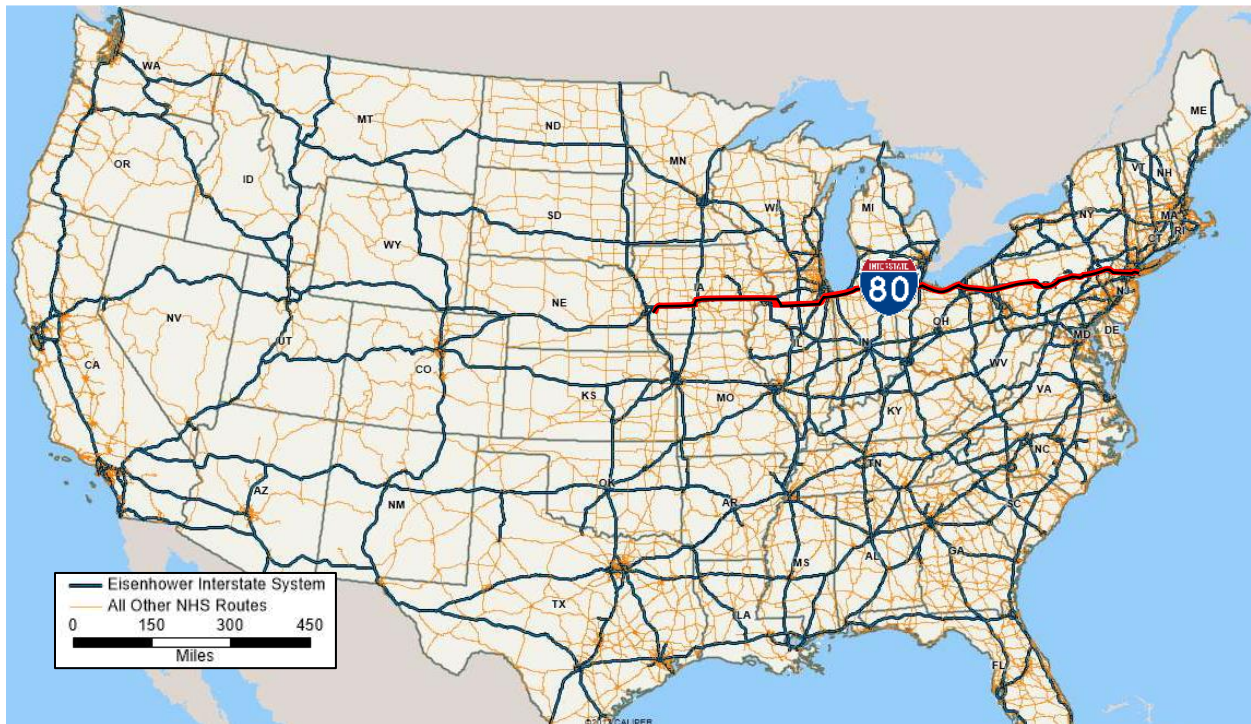 WA
MT
ND
MN
ME
OR
ID
SD
WI
MI
VT
NH
NY
MA
CT
RI
WY
IA
INTERSTATE
80
NE
NV
UT
CA
CO
IL
IN
OH
NJ
MD
DE
WV
VA
KS
MO
KY
AZ
NM
OK
AR
TN
NC
SC
MS
AL
GA
TX
LA
FL
Eisenhower Interstate System
All Other NHS Routes
0 150 300 450
Miles
CALIPER